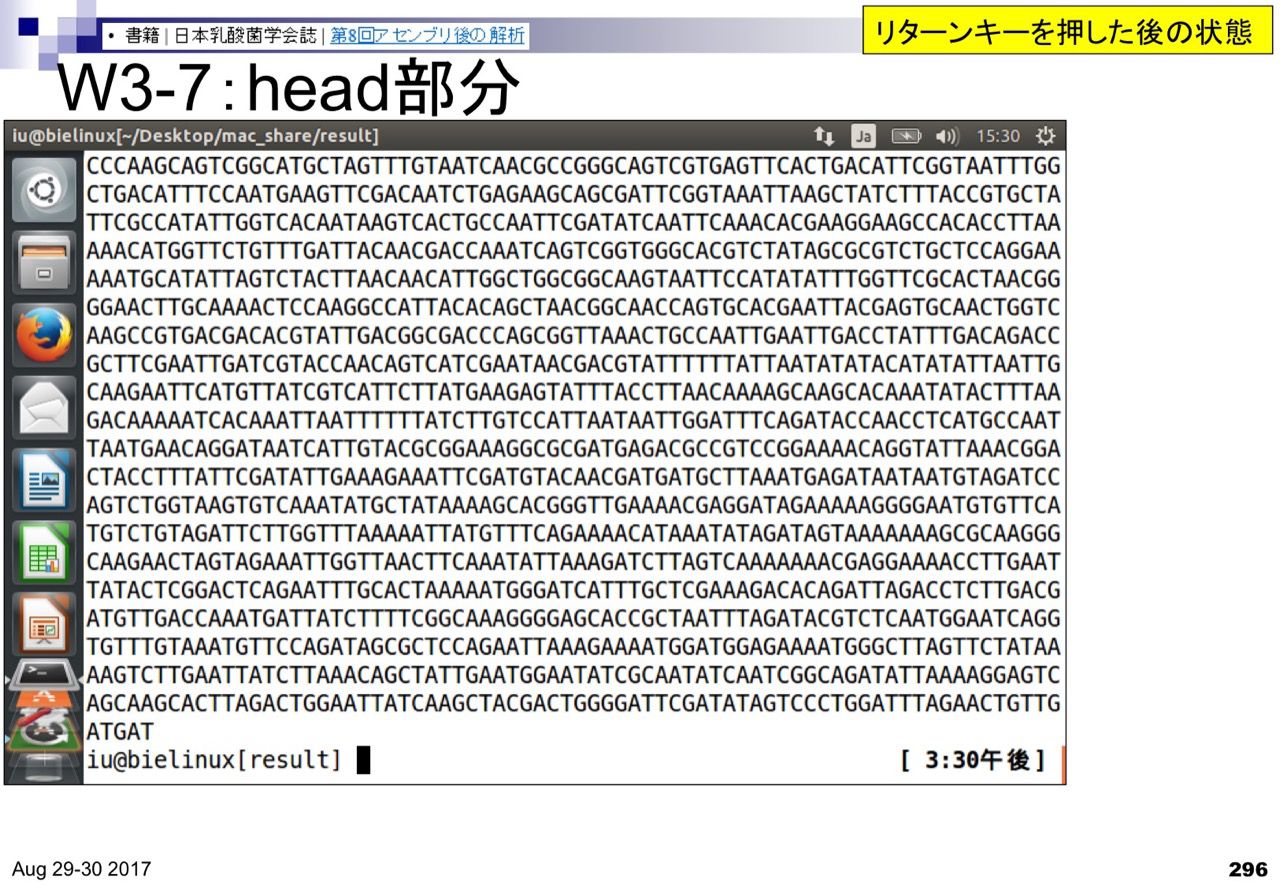 • 書籍 | 日本乳酸菌学会誌 | 第8回アセンブリ後の解析
リターンキーを押した後の状態
W3-7：head部分
iu@bielinux[~/Desktop/mac_share/result]
Ja
15:30
CCCAAGCAGTCGGCATGCTAGTTTGTAATCAACGCCGGGCAGTCGTGAGTTCACTGACATTCGGTAATTTGG
CTGACATTTCCAATGAAGTTCGACAATCTGAGAAGCAGCGATTCGGTAAATTAAGCTATCTTTACCGTGCTA
TTCGCCATATTGGTCACAATAAGTCACTGCCAATTCGATATCAATTCAAACACGAAGGAAGCCACACCTTAA
AAACATGGTTCTGTTTGATTACAACGACCAAATCAGTCGGTGGGCACGTCTATAGCGCGTCTGCTCCAGGAA
AAATGCATATTAGTCTACTTAACAACATTGGCTGGCGGCAAGTAATTCCATATATTTGGTTCGCACTAACGG
GGAACTTGCAAAACTCCAAGGCCATTACACAGCTAACGGCAACCAGTGCACGAATTACGAGTGCAACTGGTC
AAGCCGTGACGACACGTATTGACGGCGACCCAGCGGTTAAACTGCCAATTGAATTGACCTATTTGACAGACC
GCTTCGAATTGATCGTACCAACAGTCATCGAATAACGACGTATTTTTTATTAATATATACATATATTAATTG
CAAGAATTCATGTTATCGTCATTCTTATGAAGAGTATTTACCTTAACAAAAGCAAGCACAAATATACTTTAA
GACAAAAATCACAAATTAATTTTTTATCTTGTCCATTAATAATTGGATTTCAGATACCAACCTCATGCCAAT
TAATGAACAGGATAATCATTGTACGCGGAAAGGCGCGATGAGACGCCGTCCGGAAAACAGGTATTAAACGGA
CTACCTTTATTCGATATTGAAAGAAATTCGATGTACAACGATGATGCTTAAATGAGATAATAATGTAGATCC
AGTCTGGTAAGTGTCAAATATGCTATAAAAGCACGGGTTGAAAACGAGGATAGAAAAAGGGGAATGTGTTCA
TGTCTGTAGATTCTTGGTTTAAAAATTATGTTTCAGAAAACATAAATATAGATAGTAAAAAAAGCGCAAGGG
CAAGAACTAGTAGAAATTGGTTAACTTCAAATATTAAAGATCTTAGTCAAAAAAACGAGGAAAACCTTGAAT
TATACTCGGACTCAGAATTTGCACTAAAAATGGGATCATTTGCTCGAAAGACACAGATTAGACCTCTTGACG
ATGTTGACCAAATGATTATCTTTTCGGCAAAGGGGAGCACCGCTAATTTAGATACGTCTCAATGGAATCAGG
TGTTTGTAAATGTTCCAGATAGCGCTCCAGAATTAAAGAAAATGGATGGAGAAAATGGGCTTAGTTCTATAA
AAGTCTTGAATTATCTTAAACAGCTATTGAATGGAATATCGCAATATCAATCGGCAGATATTAAAAGGAGTC
AGCAAGCACTTAGACTGGAATTATCAAGCTACGACTGGGGATTCGATATAGTCCCTGGATTTAGAACTGTTG
ATGAT
iu@bielinux[result]
[ 3:30午後]
Aug 29-30 2017
296